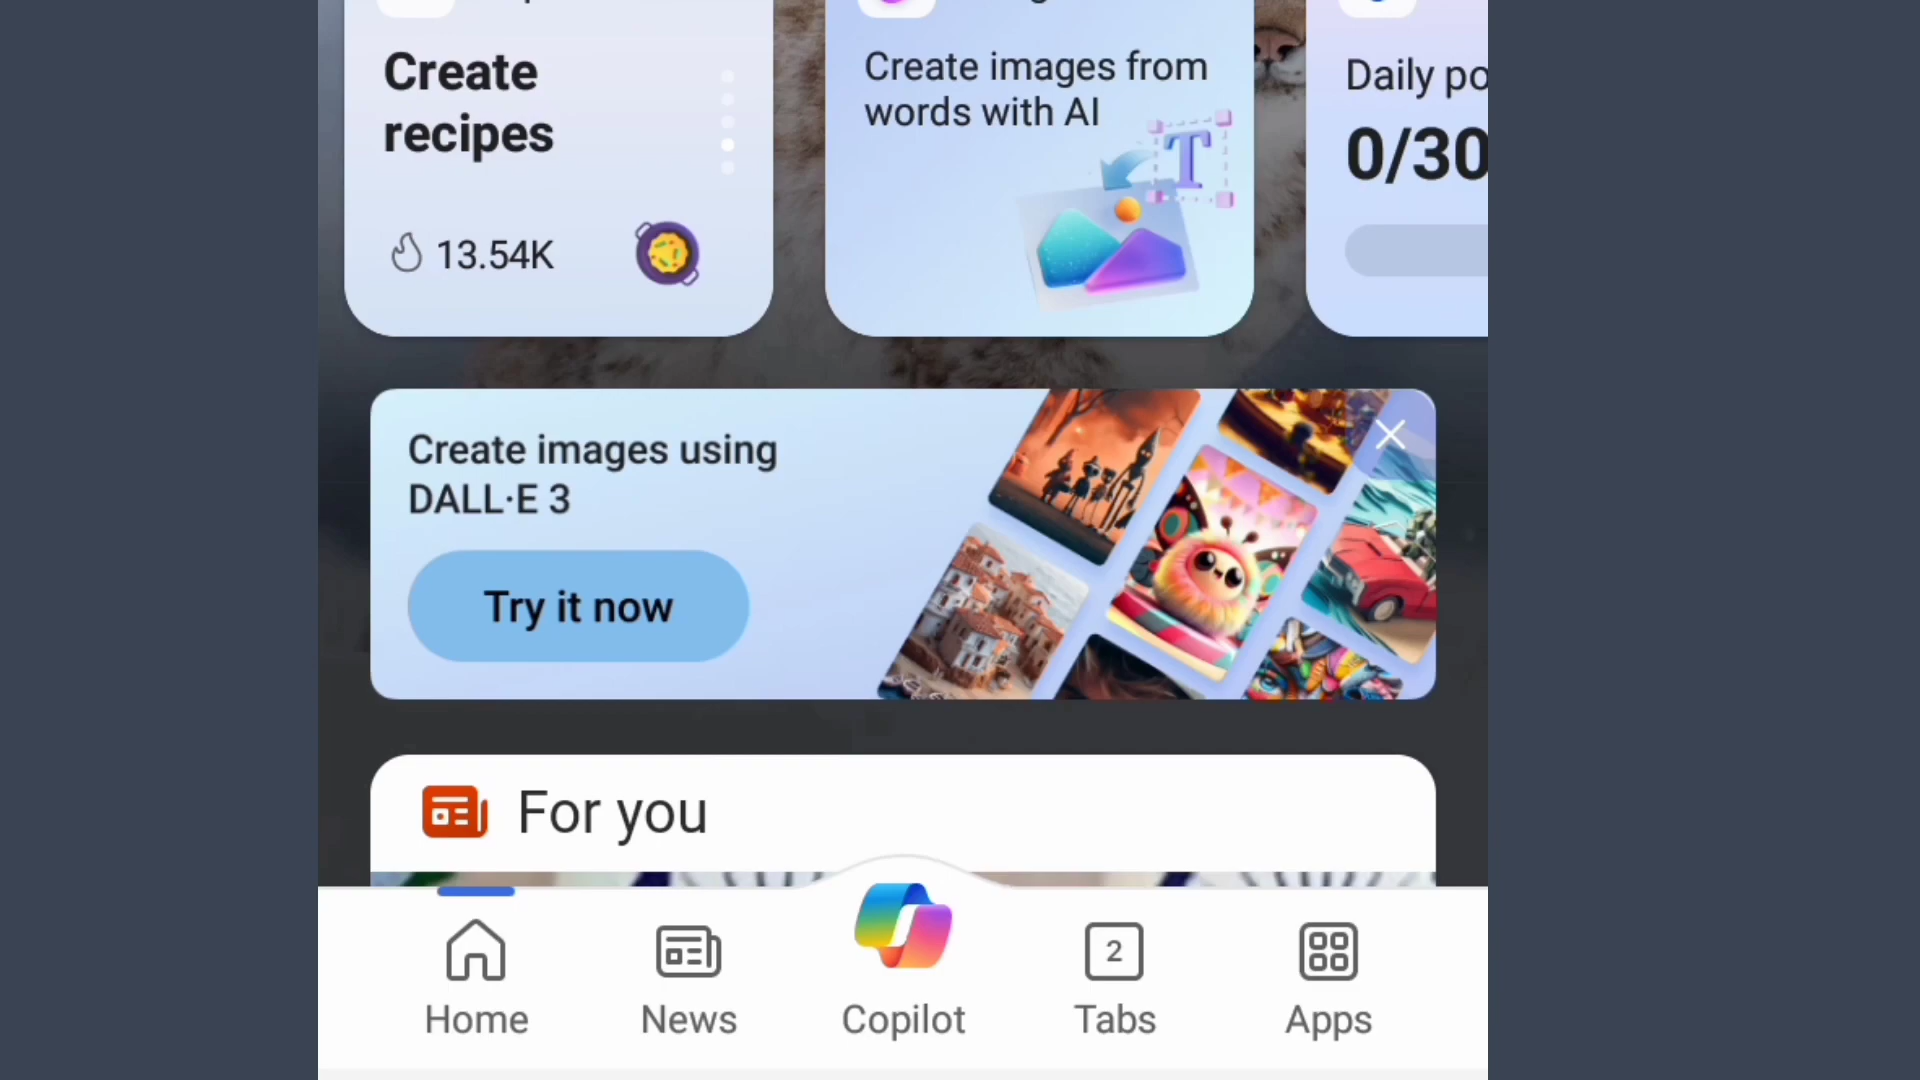 Create
recipes
13.54K
Create images from
words with AI
T
Daily po
0/30
Create images using
DALL·E 3
Try it now
For you
Home
News
Copilot
2
Tabs
Apps